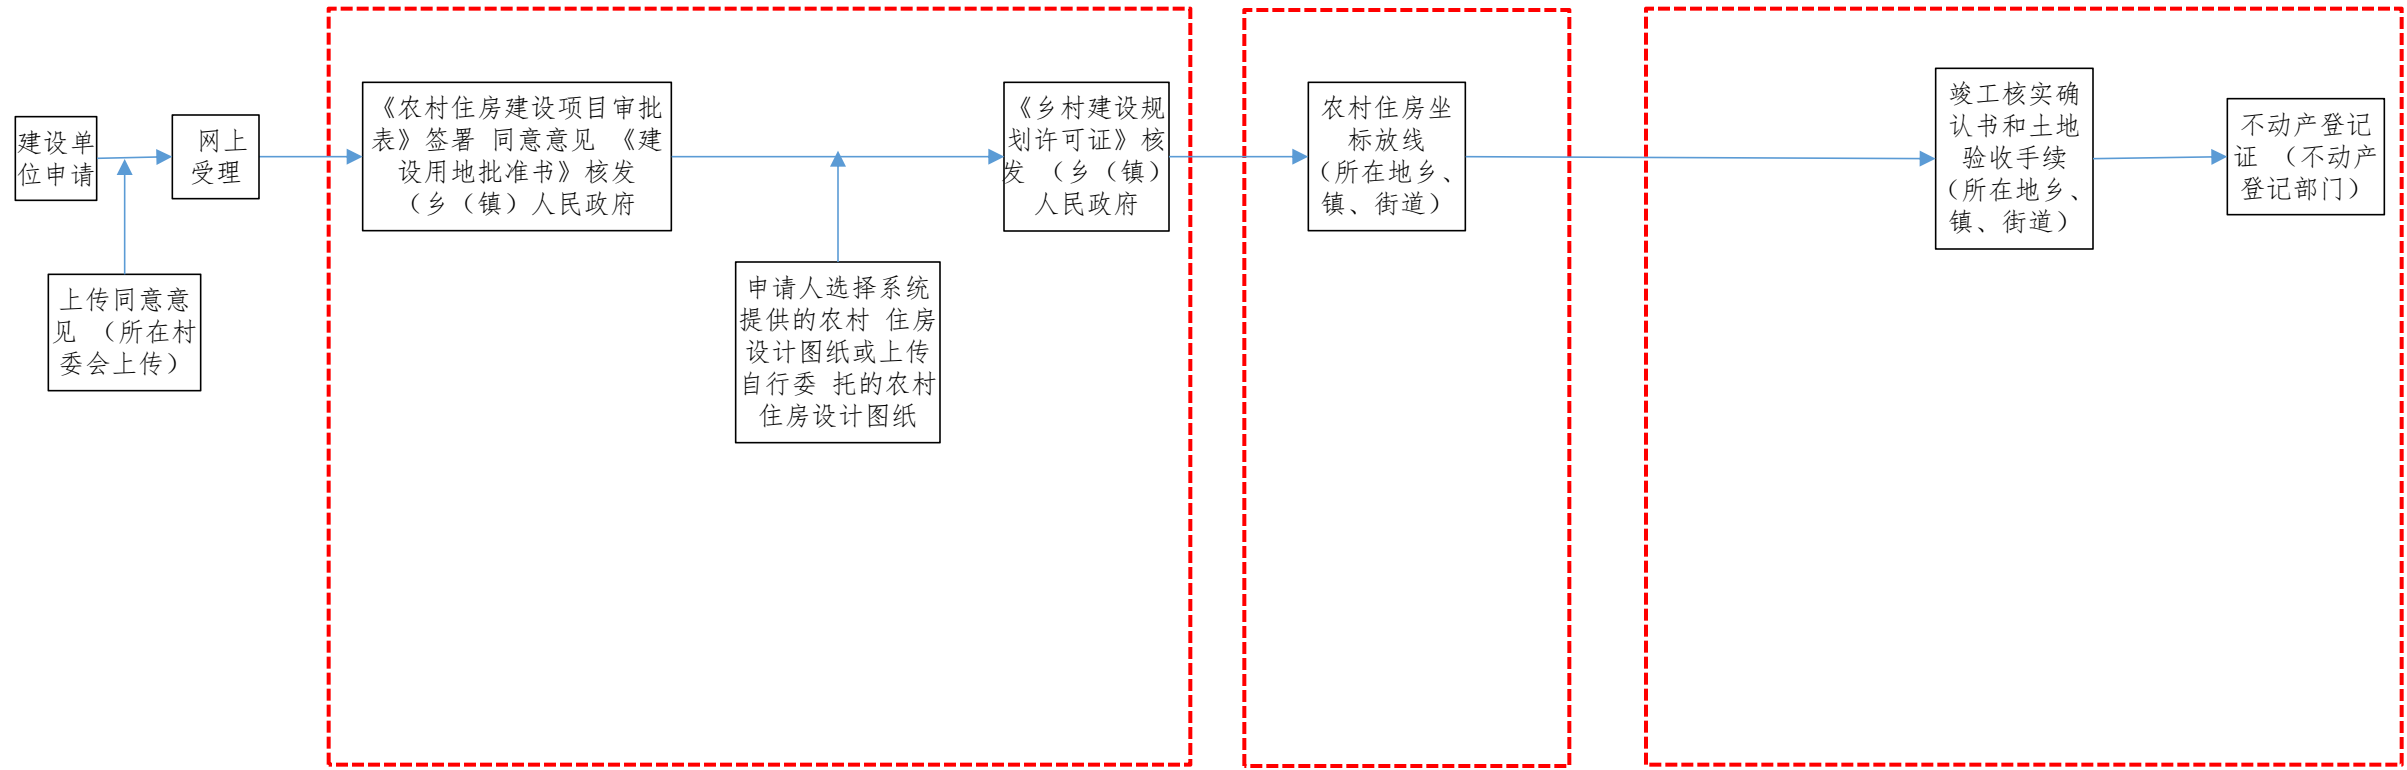 建设单
位申请
上传同意意
见 （所在村
委会上传）
网上
受理
《农村住房建设项目审批
表》签署 同意意见 《建
设用地批准书》核发
（乡（镇）人民政府
申请人选择系统
提供的农村 住房
设计图纸或上传
自行委 托的农村
住房设计图纸
《乡村建设规
划许可证》核
发 （乡（镇）
人民政府
农村住房坐
标放线
（所在地乡、
镇、街道）
竣工核实确
认书和土地
验收手续
（所在地乡、
镇、街道）
不动产登记
证 （不动产
登记部门）